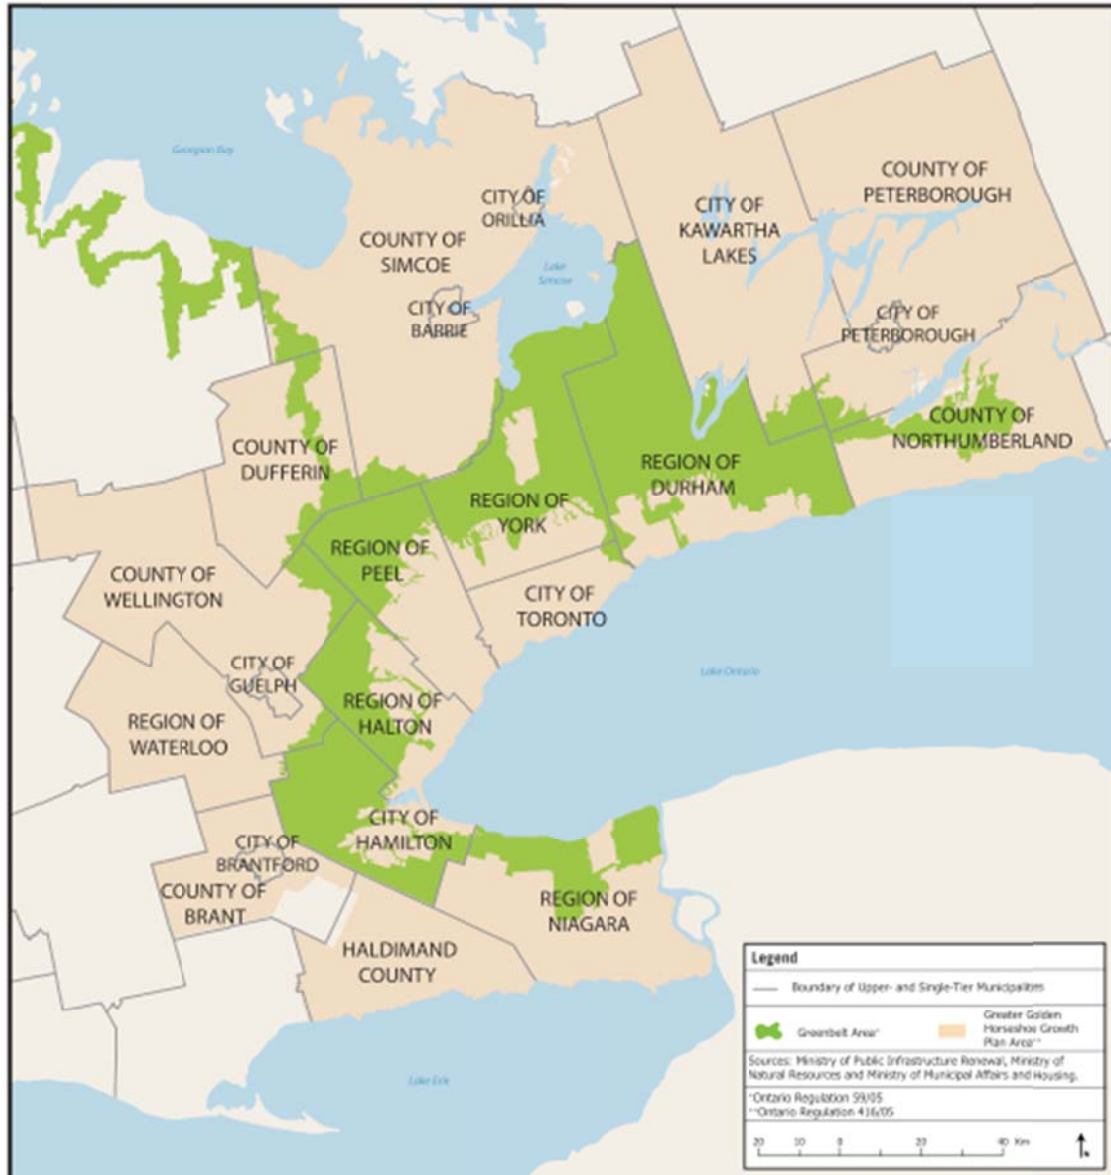 Georgian Bay
CITY OF
ORILLIA
COUNTY OF
SIMCOE
Lake
Simcoe
CITY OF
BARRIE
CITY OF
KAWARTHA
LAKES
COUNTY OF
PETERBOROUGH
CITY OF
PETERBOROUGH
COUNTY OF
NORTHUMBERLAND
COUNTY OF
DUFFERIN
REGION OF
DURHAM
REGION OF
YORK
REGION OF
PEEL
COUNTY OF
WELLINGTON
CITY OF
TORONTO
CITY OF
GUELPH
REGION OF
HALTON
REGION OF
WATERLOO
Lake Ontario
CITY OF
HAMILTON
CITY OF
BRANTFORD
COUNTY OF
BRANT
REGION OF
NIAGARA
HALDIMAND
COUNTY
Lake Erie
Legend
Boundary of Upper- and Single-Tier Municipalities
Greenbelt Area*
Greater Golden
Horseshoe Growth
Plan Area**
Sources: Ministry of Public Infrastructure Renewal, Ministry of
Natural Resources and Ministry of Municipal Affairs and Housing.
*Ontario Regulation 59/05
**Ontario Regulation 416/05
20 10 0 20 40 Km
N